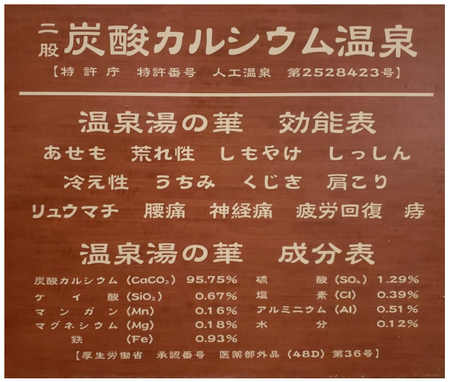 二股 炭酸カルシウム温泉
【特許庁 特許番号 人工温泉 第2528423号】
温泉湯の華 効能表
あせも 荒れ性 しもやけ しっしん
冷え性 うちみ くじき 肩こり
リュウマチ 腰痛 神経痛 疲労回復 痔
温泉湯の華 成分表
炭酸カルシウム(CaCO₃) 95.75% 硫酸(SO₄) 1.29%
ケイ酸(SiO₂) 0.67% 塩素(Cl) 0.39%
マンガン(Mn) 0.16% アルミニウム(Al) 0.51%
マグネシウム(Mg) 0.18% 水分 0.12%
鉄(Fe) 0.93%
【厚生労働省 承認番号 医薬部外品(48D)第36号】